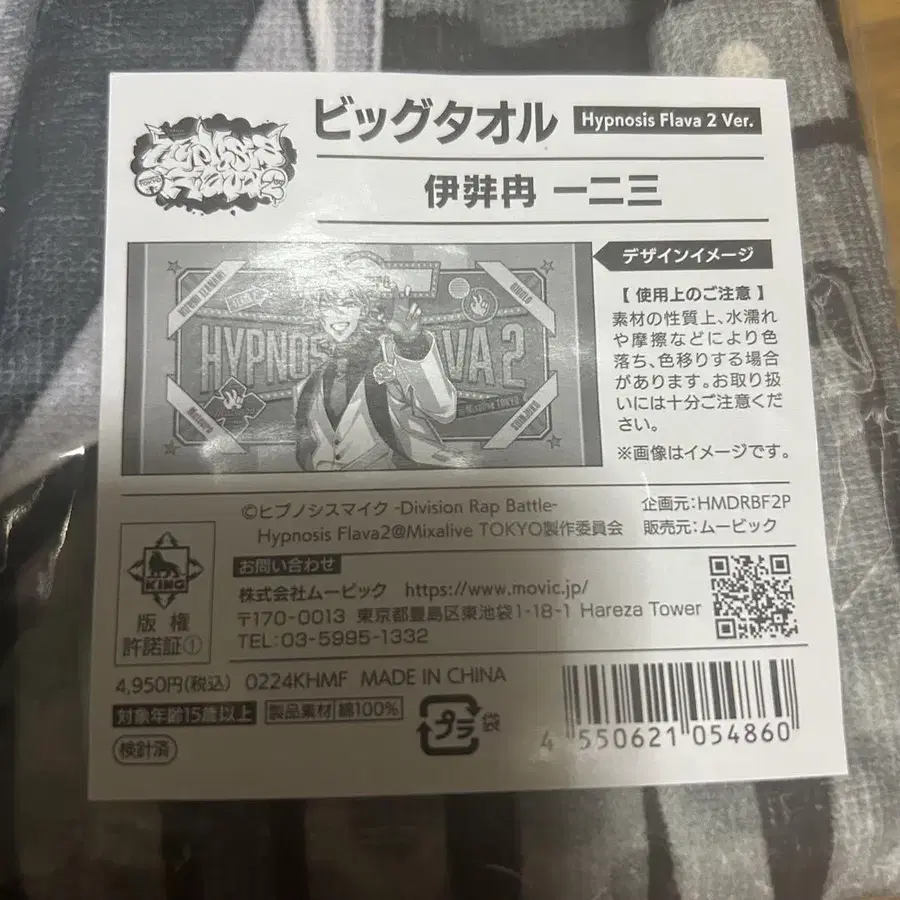 HYPNOSIS FLAVA 2
TOKYO
ビッグタオル Hypnosis Flava 2 Ver.
伊弉冉 一二三
HYPNOSIS FLAVA 2
Mixalive TOKYO
デザインイメージ
【 使用上のご注意 】
素材の性質上、水濡れ
や摩擦などにより色
落ち、色移りする場合
があります。お取り扱
いには十分ご注意くだ
さい。
※画像はイメージです。
©ヒプノシスマイク -Division Rap Battle-
Hypnosis Flava2@Mixalive TOKYO製作委員会
企画元:HMDRBF2P
販売元:ムービック
KING
版権
許諾証①
お問い合わせ
株式会社ムービック https://www.movic.jp/
〒170-0013 東京都豊島区東池袋1-18-1 Hareza Tower
TEL:03-5995-1332
4,950円(税込) 0224KHMF MADE IN CHINA
対象年齢15歳以上 製品素材 綿100%
検針済
プラ 袋
4 550621 054860